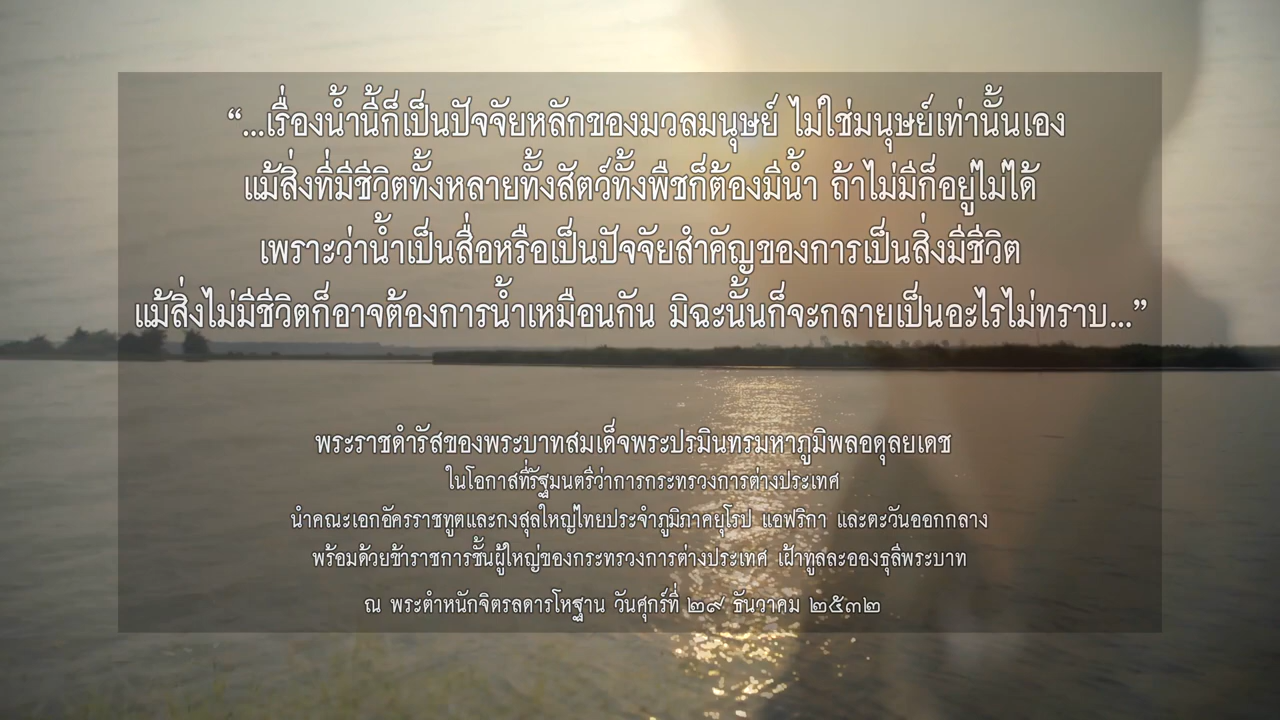 “...เรื่องน้ำนี้ก็เป็นปัจจัยหลักของมวลมนุษย์ ไม่ใช่มนุษย์เท่านั้นเอง
แม้สิ่งที่มีชีวิตทั้งหลายทั้งสัตว์ทั้งพืชก็ต้องมีน้ำ ถ้าไม่มีก็อยู่ไม่ได้
เพราะว่าน้ำเป็นสื่อหรือเป็นปัจจัยสำคัญของการเป็นสิ่งมีชีวิต
แม้สิ่งไม่มีชีวิตก็อาจต้องการน้ำเหมือนกัน มิฉะนั้นก็จะกลายเป็นอะไรไม่ทราบ...”
พระราชดำรัสของพระบาทสมเด็จพระปรมินทรมหาภูมิพลอดุลยเดช
ในโอกาสที่รัฐมนตรีว่าการกระทรวงการต่างประเทศ
นำคณะเอกอัครราชทูตและกงสุลใหญ่ไทยประจำภูมิภาคยุโรป แอฟริกา และตะวันออกกลาง
พร้อมด้วยข้าราชการชั้นผู้ใหญ่ของกระทรวงการต่างประเทศ เฝ้าทูลละอองธุลีพระบาท
ณ พระตำหนักจิตรลดารโหฐาน วันศุกร์ที่ ๒๙ ธันวาคม ๒๕๓๒